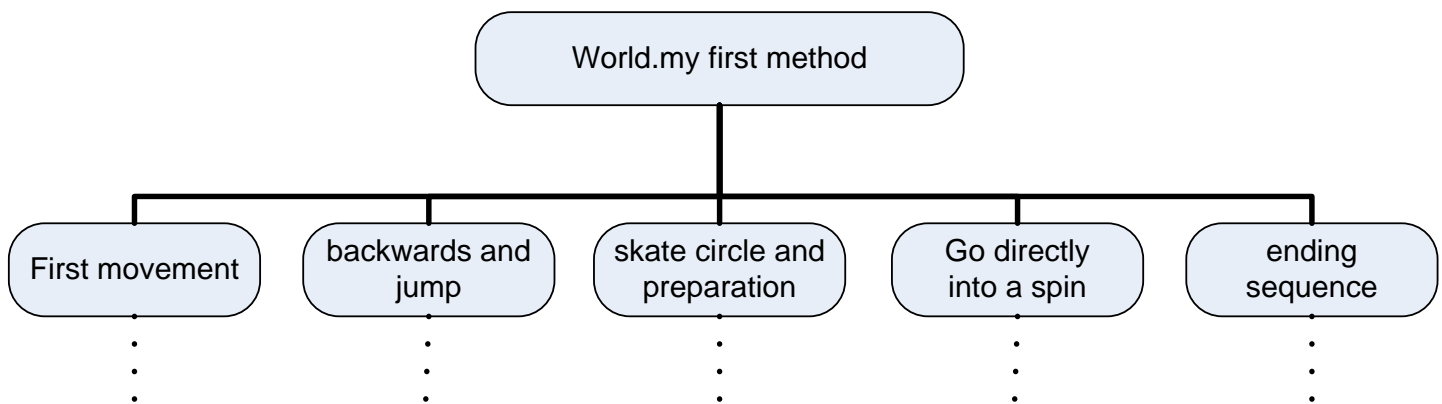 World.my first method
First movement
backwards and
jump
skate circle and
preparation
Go directly
into a spin
ending
sequence